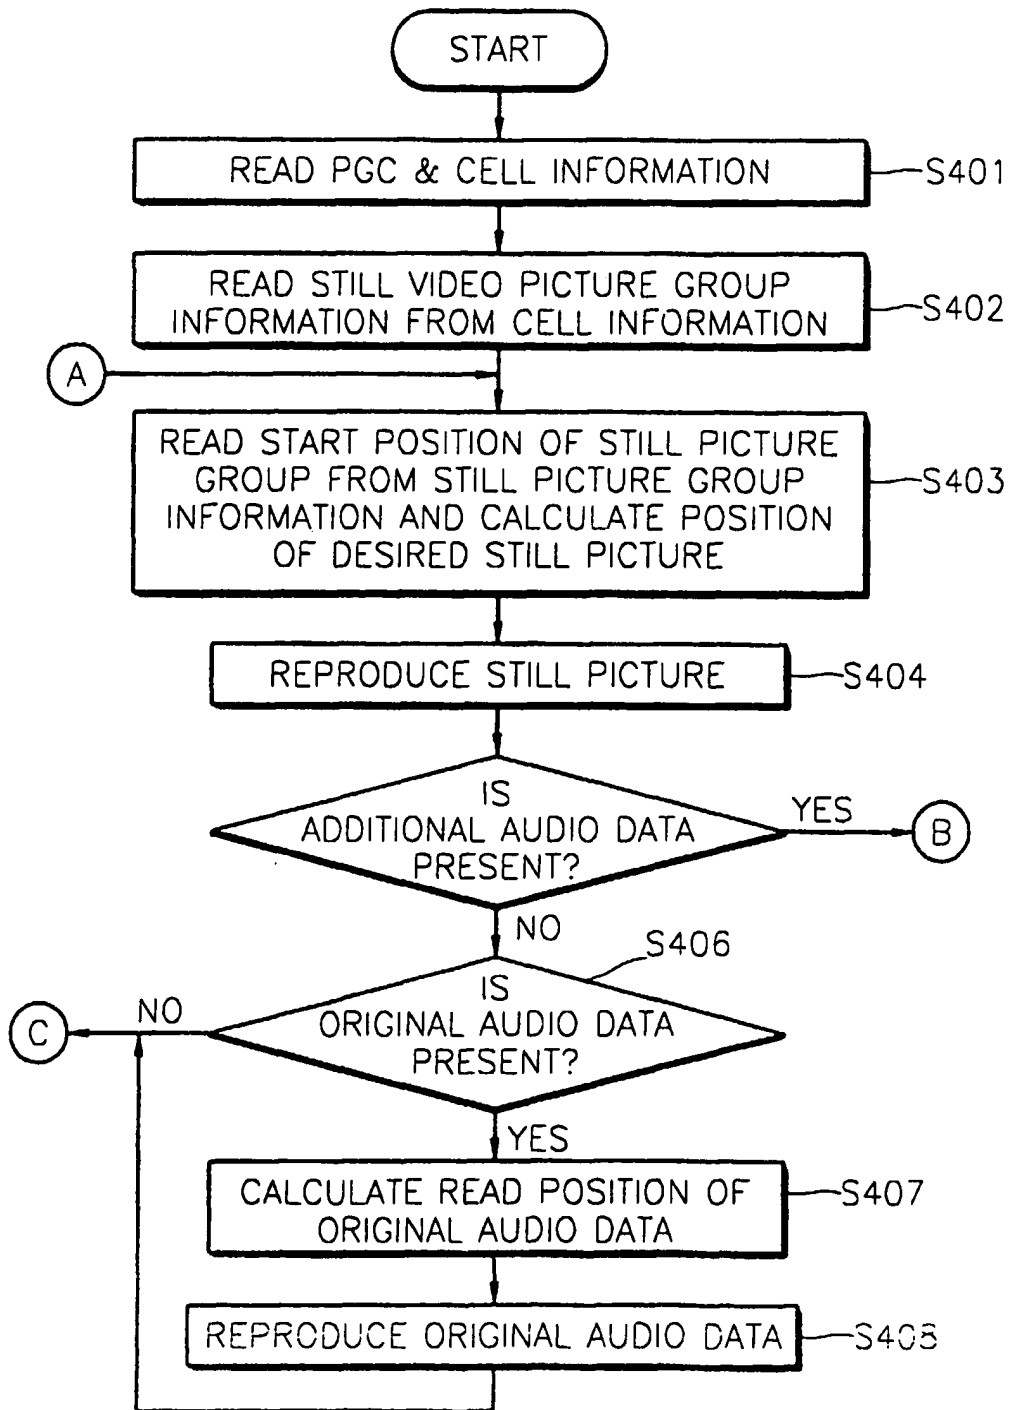 START
READ PGC & CELL INFORMATION
S401
READ STILL VIDEO PICTURE GROUP
INFORMATION FROM CELL INFORMATION
S402
A
READ START POSITION OF STILL PICTURE
GROUP FROM STILL PICTURE GROUP
INFORMATION AND CALCULATE POSITION
OF DESIRED STILL PICTURE
S403
REPRODUCE STILL PICTURE
S404
IS
ADDITIONAL AUDIO DATA
PRESENT?
YES
B
NO
S406
IS
ORIGINAL AUDIO DATA
PRESENT?
NO
C
YES
CALCULATE READ POSITION OF
ORIGINAL AUDIO DATA
S407
REPRODUCE ORIGINAL AUDIO DATA
S408